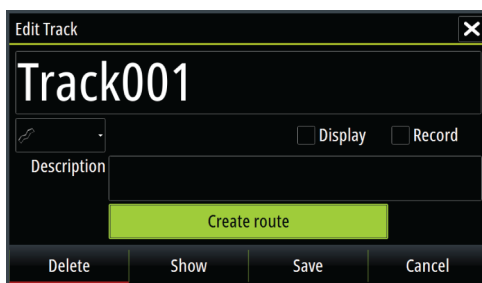 Edit Track
Track001
Display Record
Description
Create route
Delete Show Save Cancel